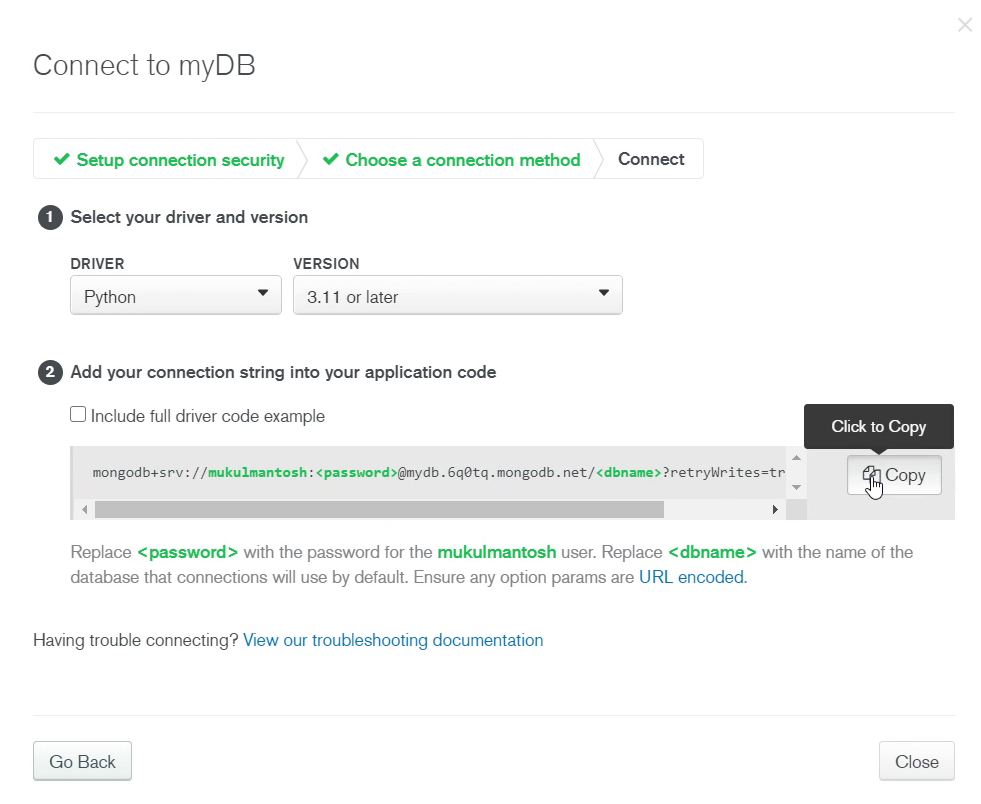 Connect to myDB
Setup connection security
Choose a connection method
Connect
1 Select your driver and version
DRIVER
VERSION
Python
3.11 or later
2 Add your connection string into your application code
Include full driver code example
Click to Copy
mongodb+srv://mukulmantosh:<password>@mydb.6q0tq.mongodb.net/<dbname>?retryWrites=tr
Copy
Replace <password> with the password for the mukulmantosh user. Replace <dbname> with the name of the
database that connections will use by default. Ensure any option params are URL encoded.
Having trouble connecting? View our troubleshooting documentation
Go Back
Close